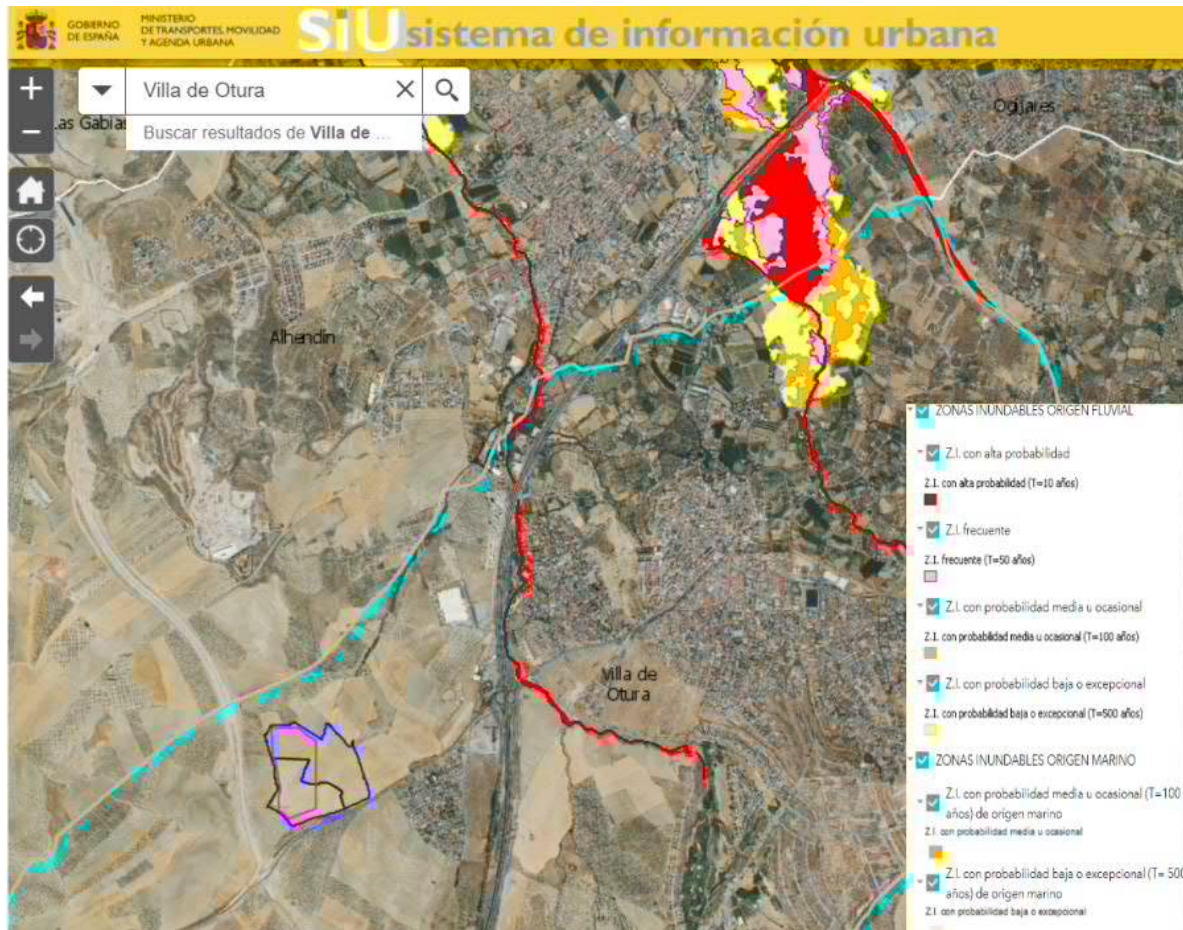 GOBIERNO
DE ESPAÑA
MINISTERIO
DE TRANSPORTES, MOVILIDAD
Y AGENDA URBANA
SiU sistema de información urbana
+
Villa de Otura
−
as Gabias
Buscar resultados de Villa de ...
Ogíjares
Alhendín
Villa de
Otura
ZONAS INUNDABLES ORIGEN FLUVIAL
Z.I. con alta probabilidad
Z.I. con alta probabilidad (T=10 años)
Z.I. frecuente
Z.I. frecuente (T=50 años)
Z.I. con probabilidad media u ocasional
Z.I. con probabilidad media u ocasional (T=100 años)
Z.I. con probabilidad baja o excepcional
Z.I. con probabilidad baja o excepcional (T=500 años)
ZONAS INUNDABLES ORIGEN MARINO
Z.I. con probabilidad media u ocasional (T=100
años) de origen marino
Z.I. con probabilidad media u ocasional
Z.I. con probabilidad baja o excepcional (T= 500
años) de origen marino
Z.I. con probabilidad baja o excepcional